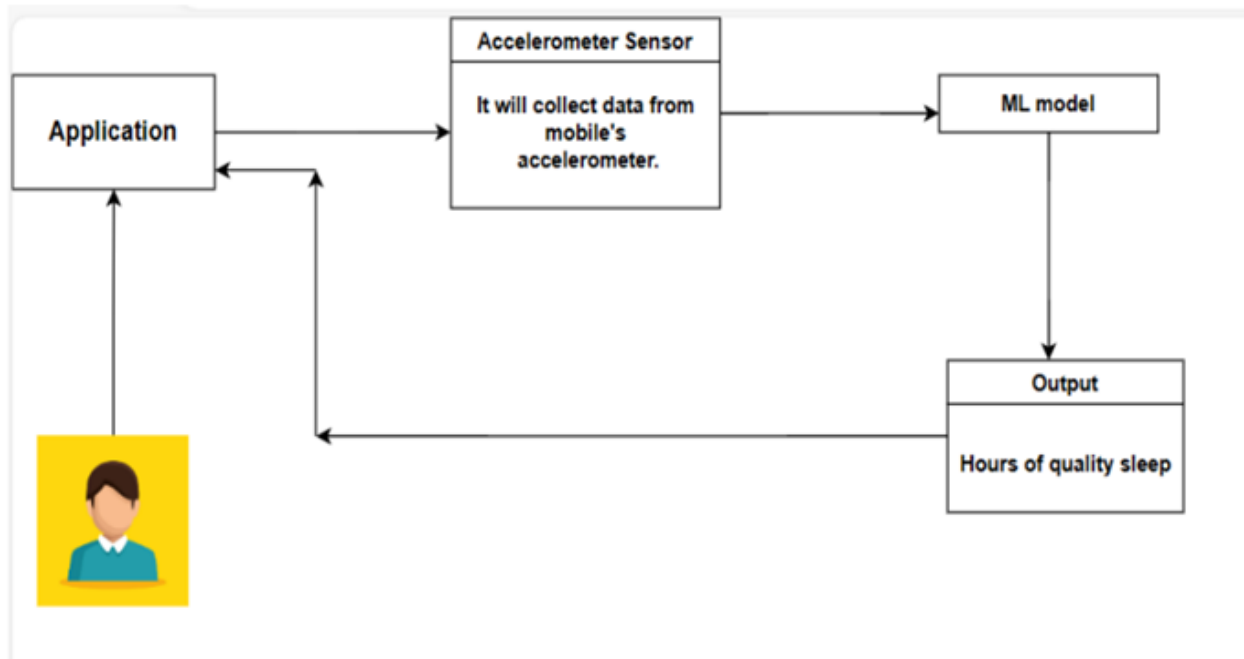 Application
Accelerometer Sensor
It will collect data from
mobile's
accelerometer.
ML model
Output
Hours of quality sleep